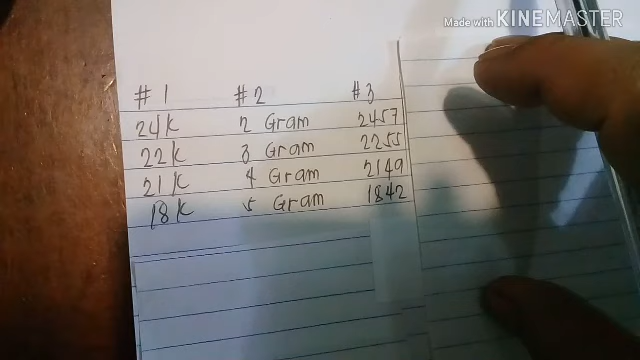 Made with KINEMASTER
# 1 # 2 # 3
24k 2 Gram 2457
22k 3 Gram 2255
21k 4 Gram 2149
18k 5 Gram 1842